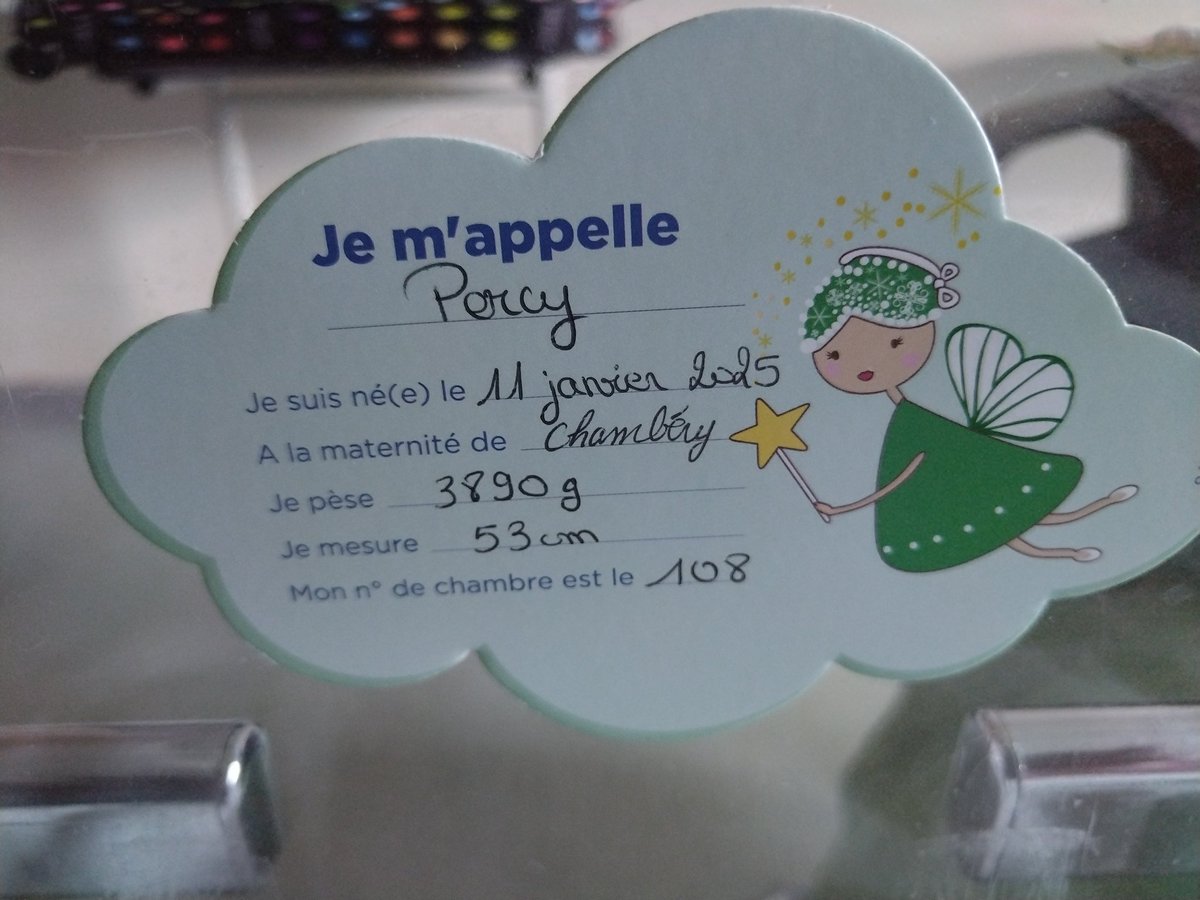 Je m'appelle
Percy
Je suis né(e) le 11 janvier 2025
A la maternité de Chambéry
Je pèse 3890 g
Je mesure 53 cm
Mon n° de chambre est le 108